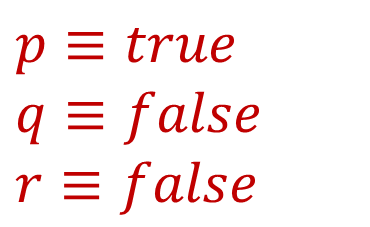 p ≡ true
q ≡ false
r ≡ false